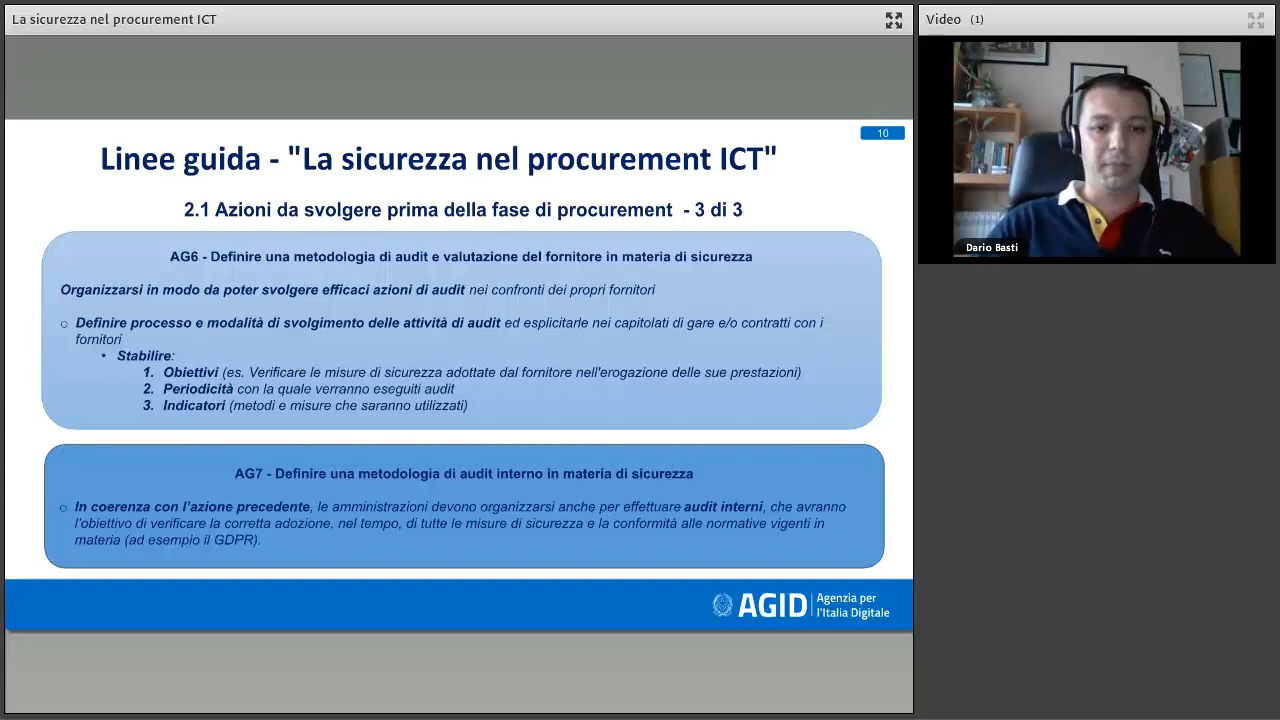 La sicurezza nel procurement ICT
Video (1)
10
Linee guida - "La sicurezza nel procurement ICT"
2.1 Azioni da svolgere prima della fase di procurement - 3 di 3
AG6 - Definire una metodologia di audit e valutazione del fornitore in materia di sicurezza
Organizzarsi in modo da poter svolgere efficaci azioni di audit nei confronti dei propri fornitori
o Definire processo e modalità di svolgimento delle attività di audit ed esplicitarle nei capitolati di gare e/o contratti con i
fornitori
• Stabilire:
1. Obiettivi (es. Verificare le misure di sicurezza adottate dal fornitore nell'erogazione delle sue prestazioni)
2. Periodicità con la quale verranno eseguiti audit
3. Indicatori (metodi e misure che saranno utilizzati)
AG7 - Definire una metodologia di audit interno in materia di sicurezza
o In coerenza con l'azione precedente, le amministrazioni devono organizzarsi anche per effettuare audit interni, che avranno
l'obiettivo di verificare la corretta adozione, nel tempo, di tutte le misure di sicurezza e la conformità alle normative vigenti in
materia (ad esempio il GDPR).
AGID Agenzia per
l'Italia Digitale
Dario Basti